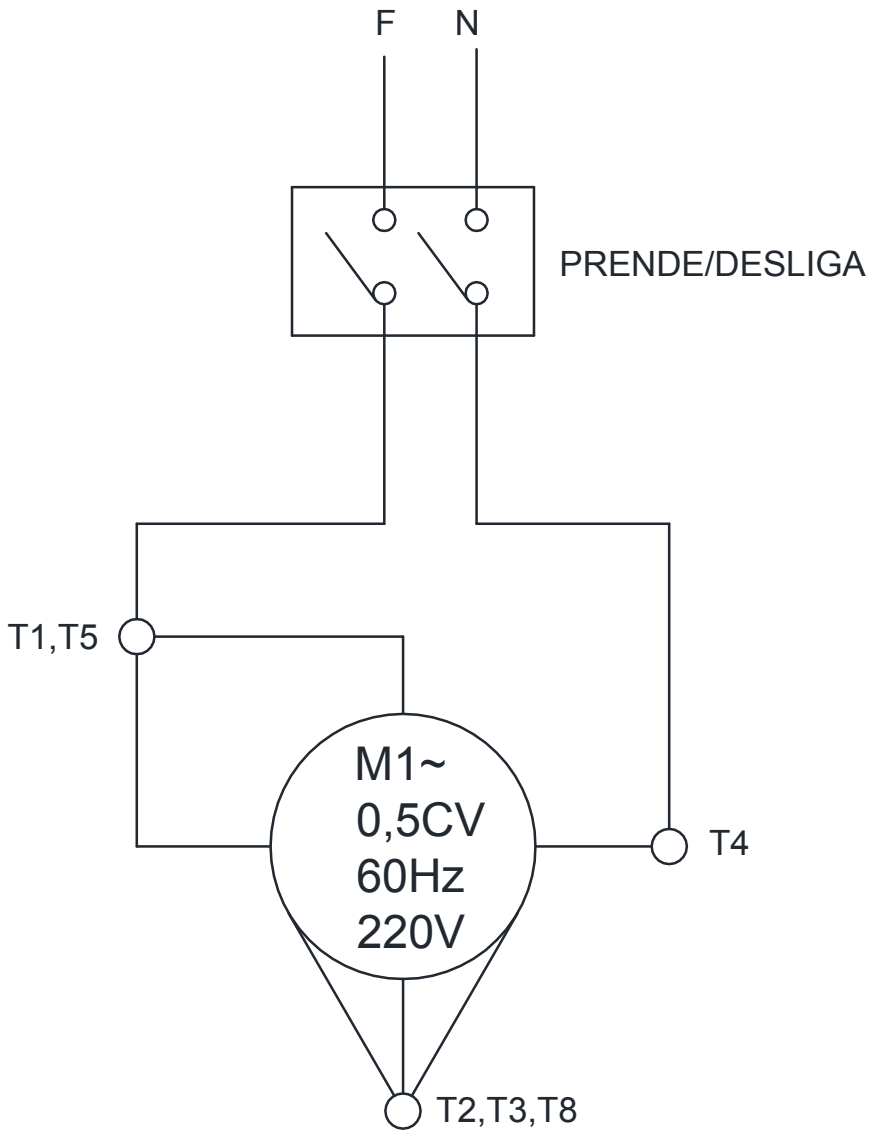 F N
PRENDE/DESLIGA
T1,T5
M1~
0,5CV
60Hz
220V
T4
T2,T3,T8